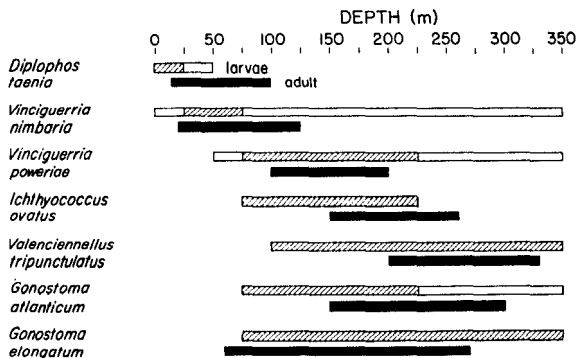 DEPTH (m)
0 50 100 150 200 250 300 350
Diplophos
taenia
larvae
adult
Vinciguerria
nimbaria
Vinciguerria
poweriae
Ichthyococcus
ovatus
Valenciennellus
tripunctulatus
Gonostoma
atlanticum
Gonostoma
elongatum